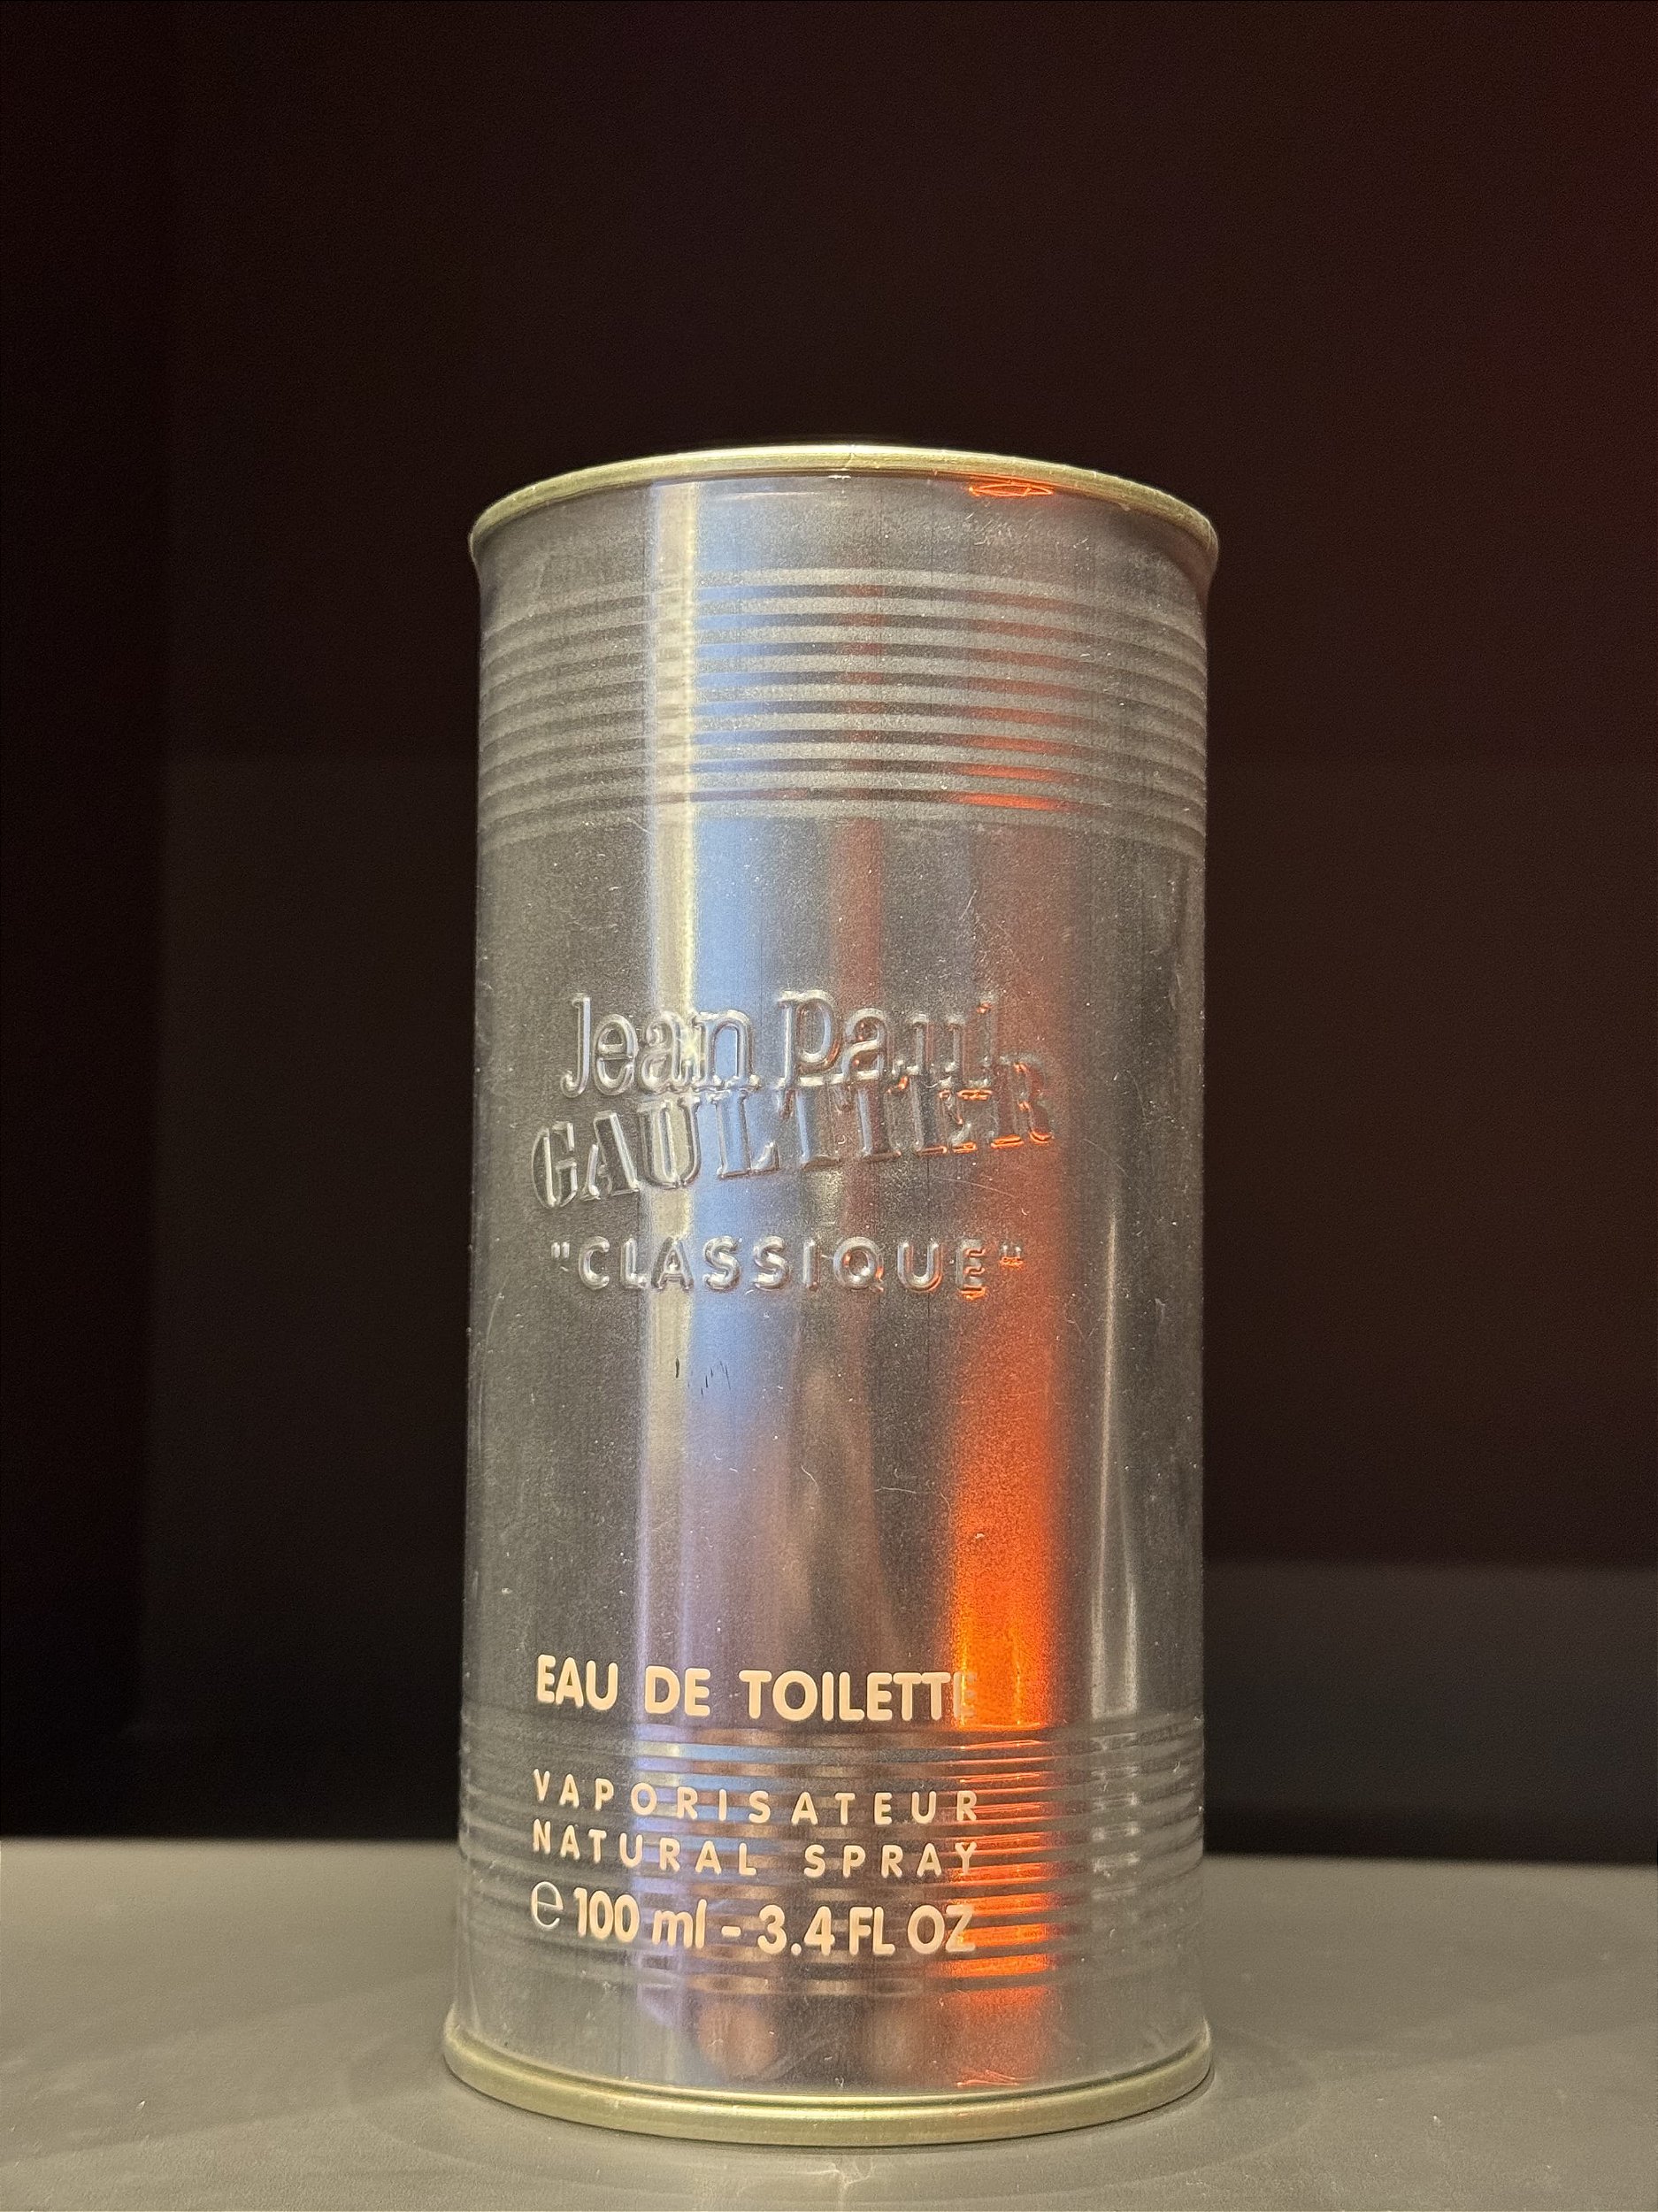 Jean Paul
GAULTIER
"CLASSIQUE"
EAU DE TOILETTE
VAPORISATEUR
NATURAL SPRAY
℮ 100 ml - 3.4 FL OZ